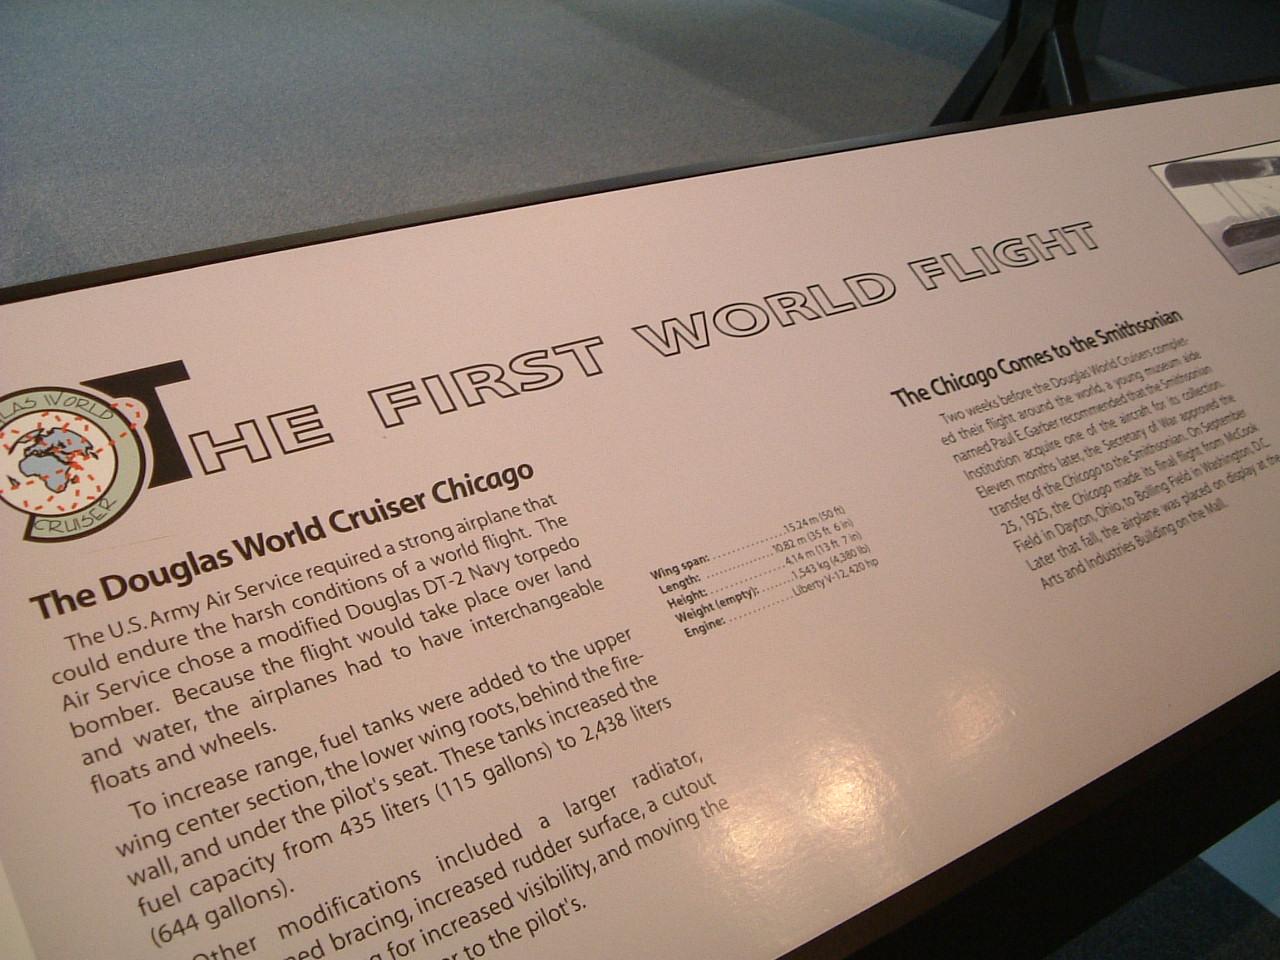 THE FIRST WORLD FLIGHT
LAS WORLD
CRUISER
The Douglas World Cruiser Chicago
The U.S. Army Air Service required a strong airplane that
could endure the harsh conditions of a world flight. The
Air Service chose a modified Douglas DT-2 Navy torpedo
bomber. Because the flight would take place over land
and water, the airplanes had to have interchangeable
floats and wheels.
To increase range, fuel tanks were added to the upper
wing center section, the lower wing roots, behind the fire-
wall, and under the pilot's seat. These tanks increased the
fuel capacity from 435 liters (115 gallons) to 2,438 liters
(644 gallons).
Other modifications included a larger radiator,
ned bracing, increased rudder surface, a cutout
g for increased visibility, and moving the
r to the pilot's.
Wing span: 15.24 m (50 ft)
Length: 10.82 m (35 ft 6 in)
Height: 4.14 m (13 ft 7 in)
Weight (empty): 1,543 kg (4,380 lb)
Engine: Liberty V-12, 420 hp
The Chicago Comes to the Smithsonian
Two weeks before the Douglas World Cruisers complet-
ed their flight around the world, a young museum aide
named Paul E. Garber recommended that the Smithsonian
Institution acquire one of the aircraft for its collection.
Eleven months later, the Secretary of War approved the
transfer of the Chicago to the Smithsonian. On September
25, 1925, the Chicago made its final flight from McCook
Field in Dayton, Ohio, to Bolling Field in Washington, D.C.
Later that fall, the airplane was placed on display at the
Arts and Industries Building on the Mall.